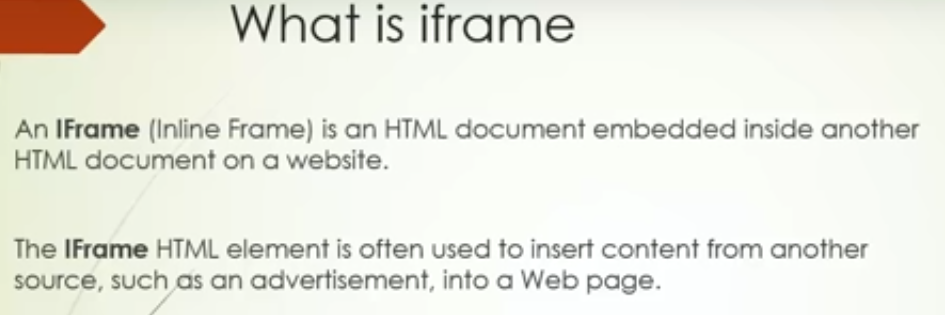 What is iframe
An IFrame (Inline Frame) is an HTML document embedded inside another
HTML document on a website.
The IFrame HTML element is often used to insert content from another
source, such as an advertisement, into a Web page.